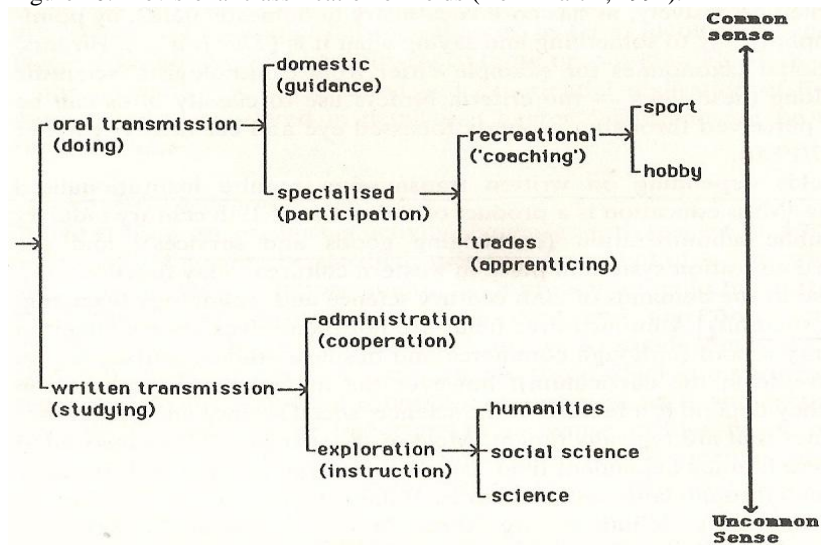 Common
sense
domestic
(guidance)
oral transmission
(doing)
sport
recreational
('coaching')
hobby
specialised
(participation)
trades
(apprenticing)
administration
(cooperation)
written transmission
(studying)
humanities
exploration
(instruction)
social science
science
Uncommon
Sense